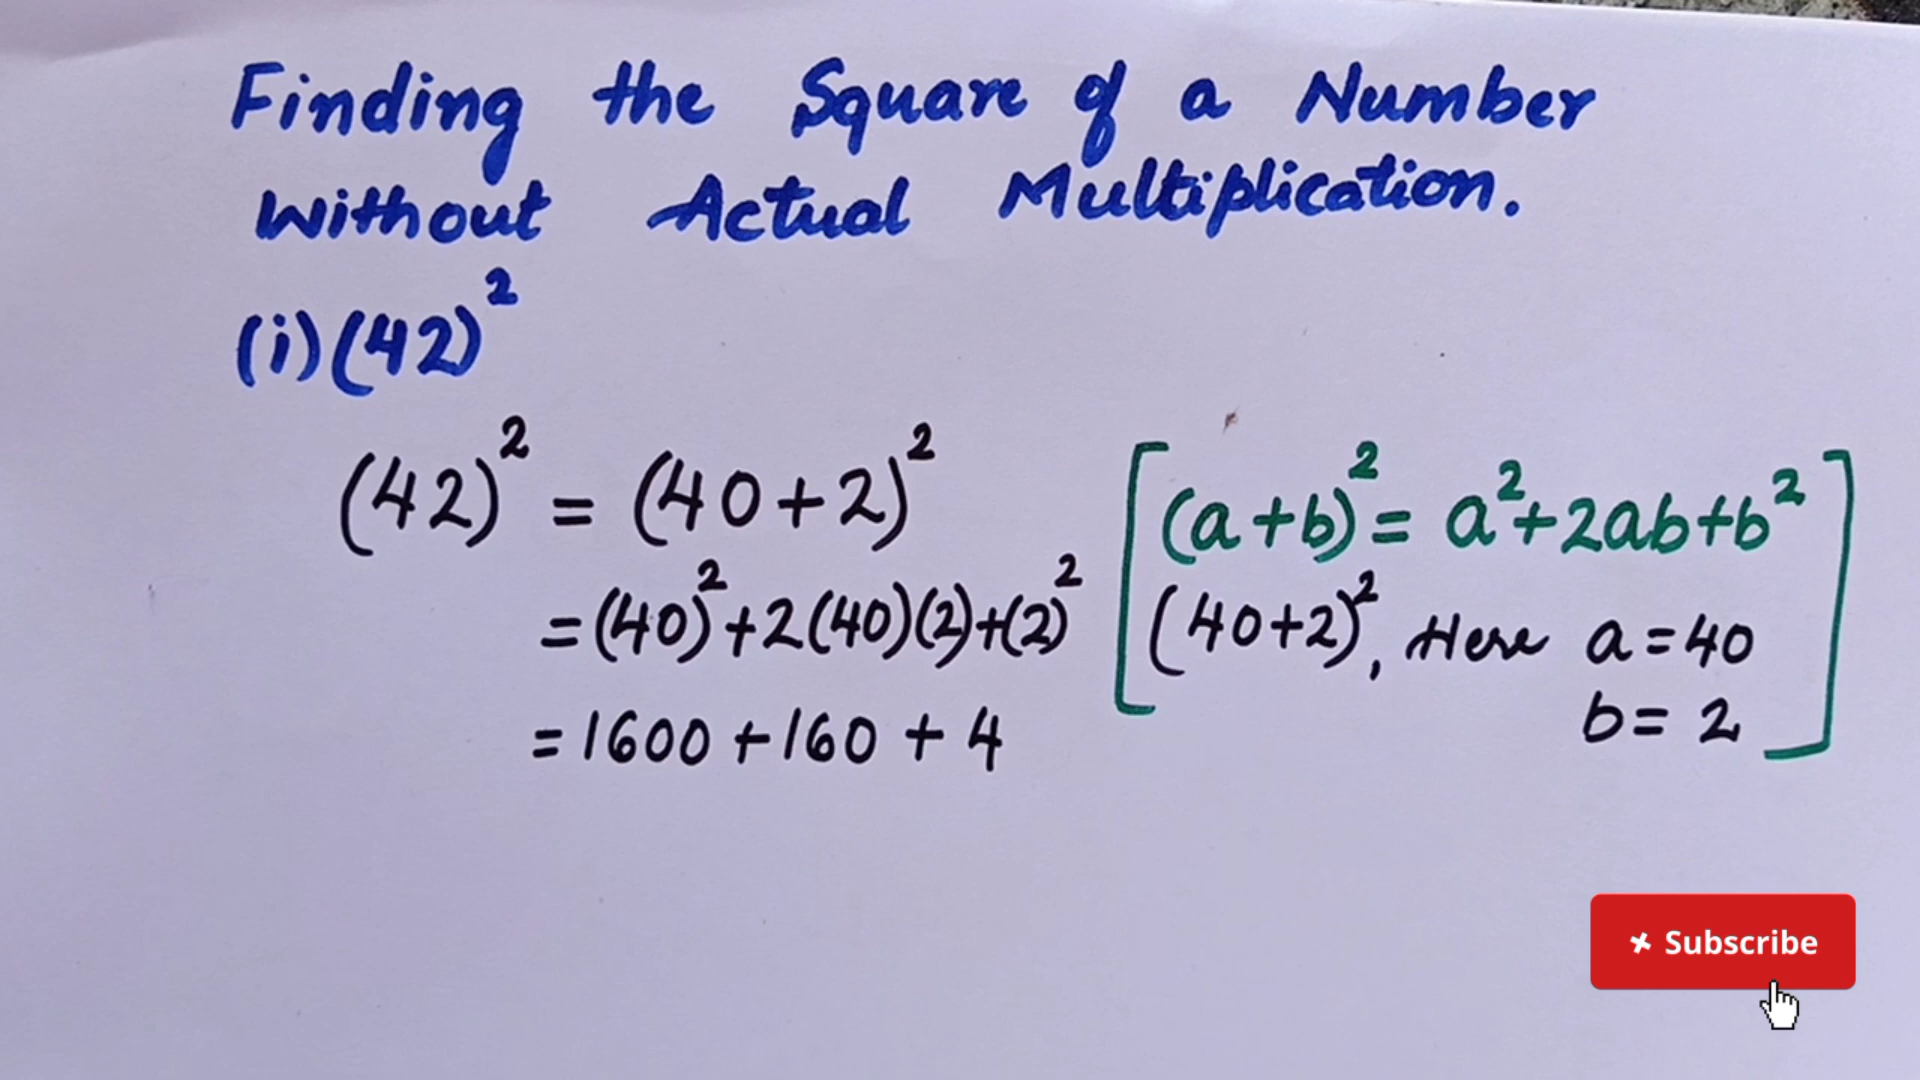 Finding the Square of a Number
Without Actual Multiplication.
(i) (42)²
(42)² = (40+2)²
= (40)² + 2(40)(2) + (2)²
= 1600 + 160 + 4
[(a+b)² = a² + 2ab + b²
(40+2)², Here a = 40
b = 2]
Subscribe